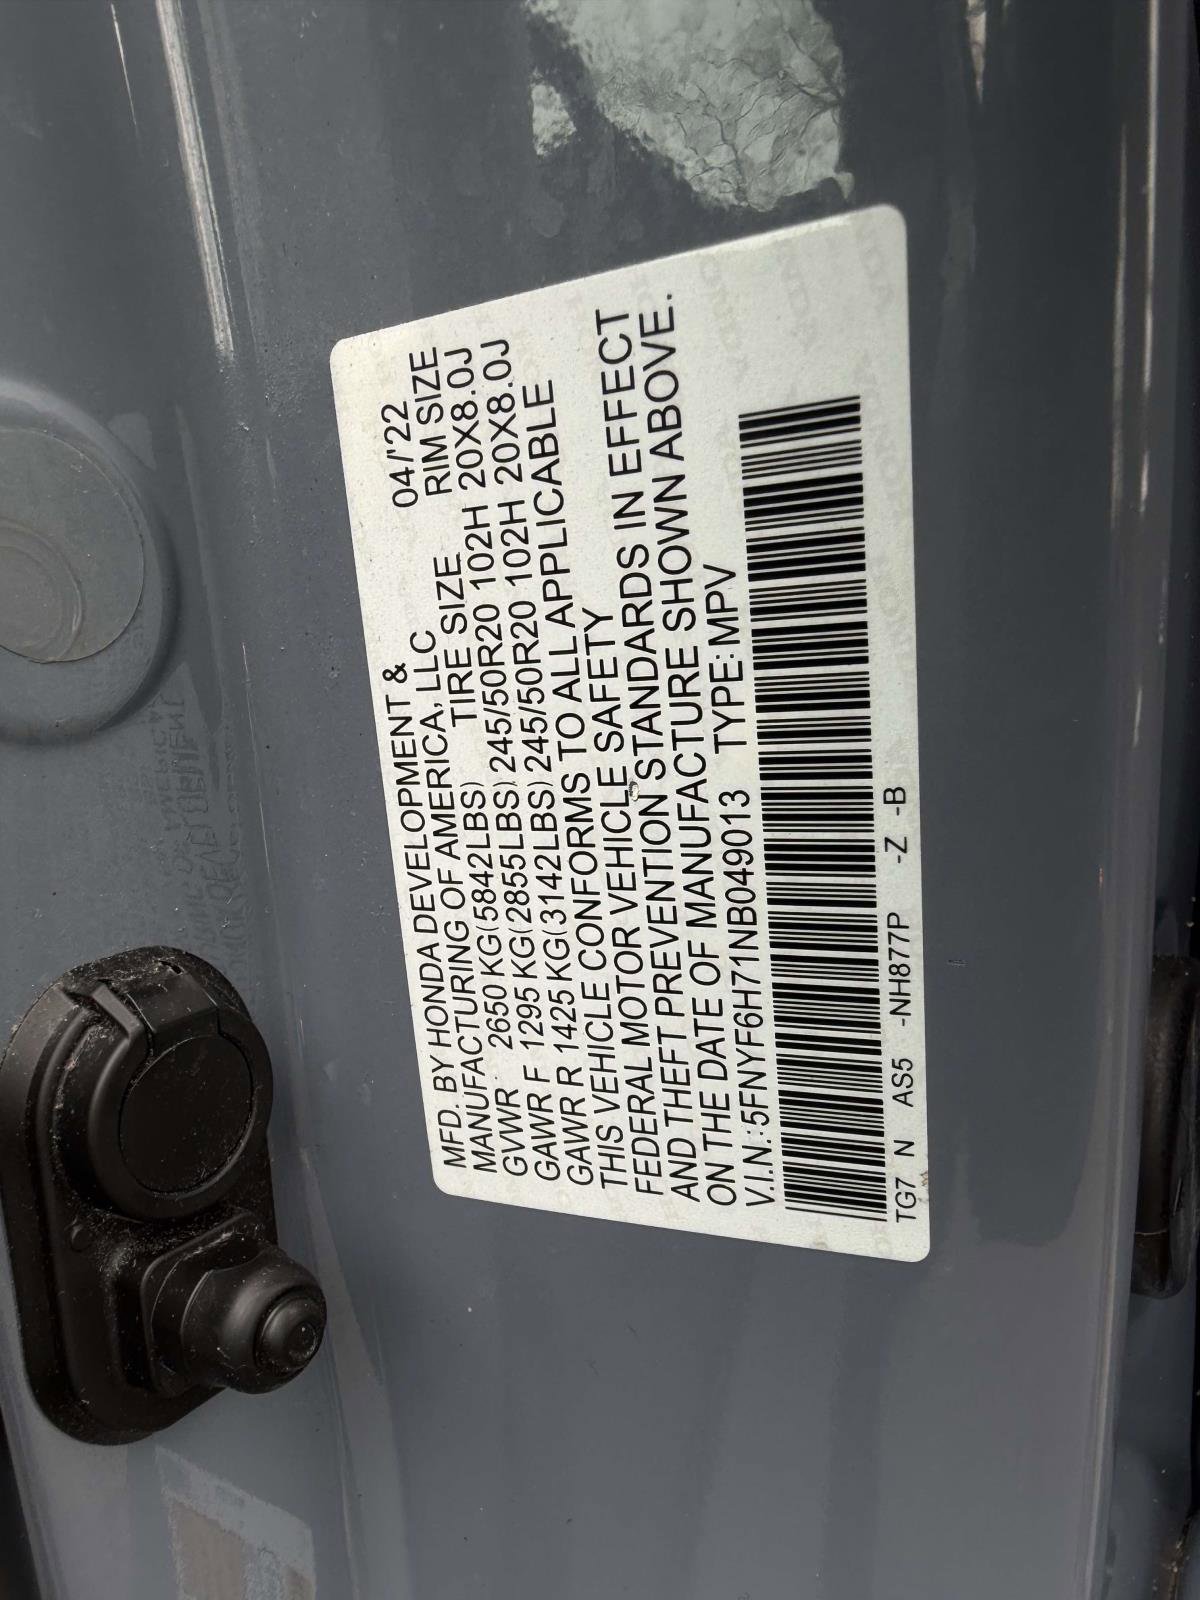 MFD. BY HONDA DEVELOPMENT & 04/'22
MANUFACTURING OF AMERICA, LLC RIM SIZE
GVWR 2650 KG(5842LBS) TIRE SIZE 20X8.0J
GAWR F 1295 KG(2855LBS) 245/50R20 102H 20X8.0J
GAWR R 1425 KG(3142LBS) 245/50R20 102H
THIS VEHICLE CONFORMS TO ALL APPLICABLE
FEDERAL MOTOR VEHICLE SAFETY
AND THEFT PREVENTION STANDARDS IN EFFECT
ON THE DATE OF MANUFACTURE SHOWN ABOVE.
V.I.N.:5FNYF6H71NB049013 TYPE:MPV
TG7 N AS5 -NH877P -Z -B